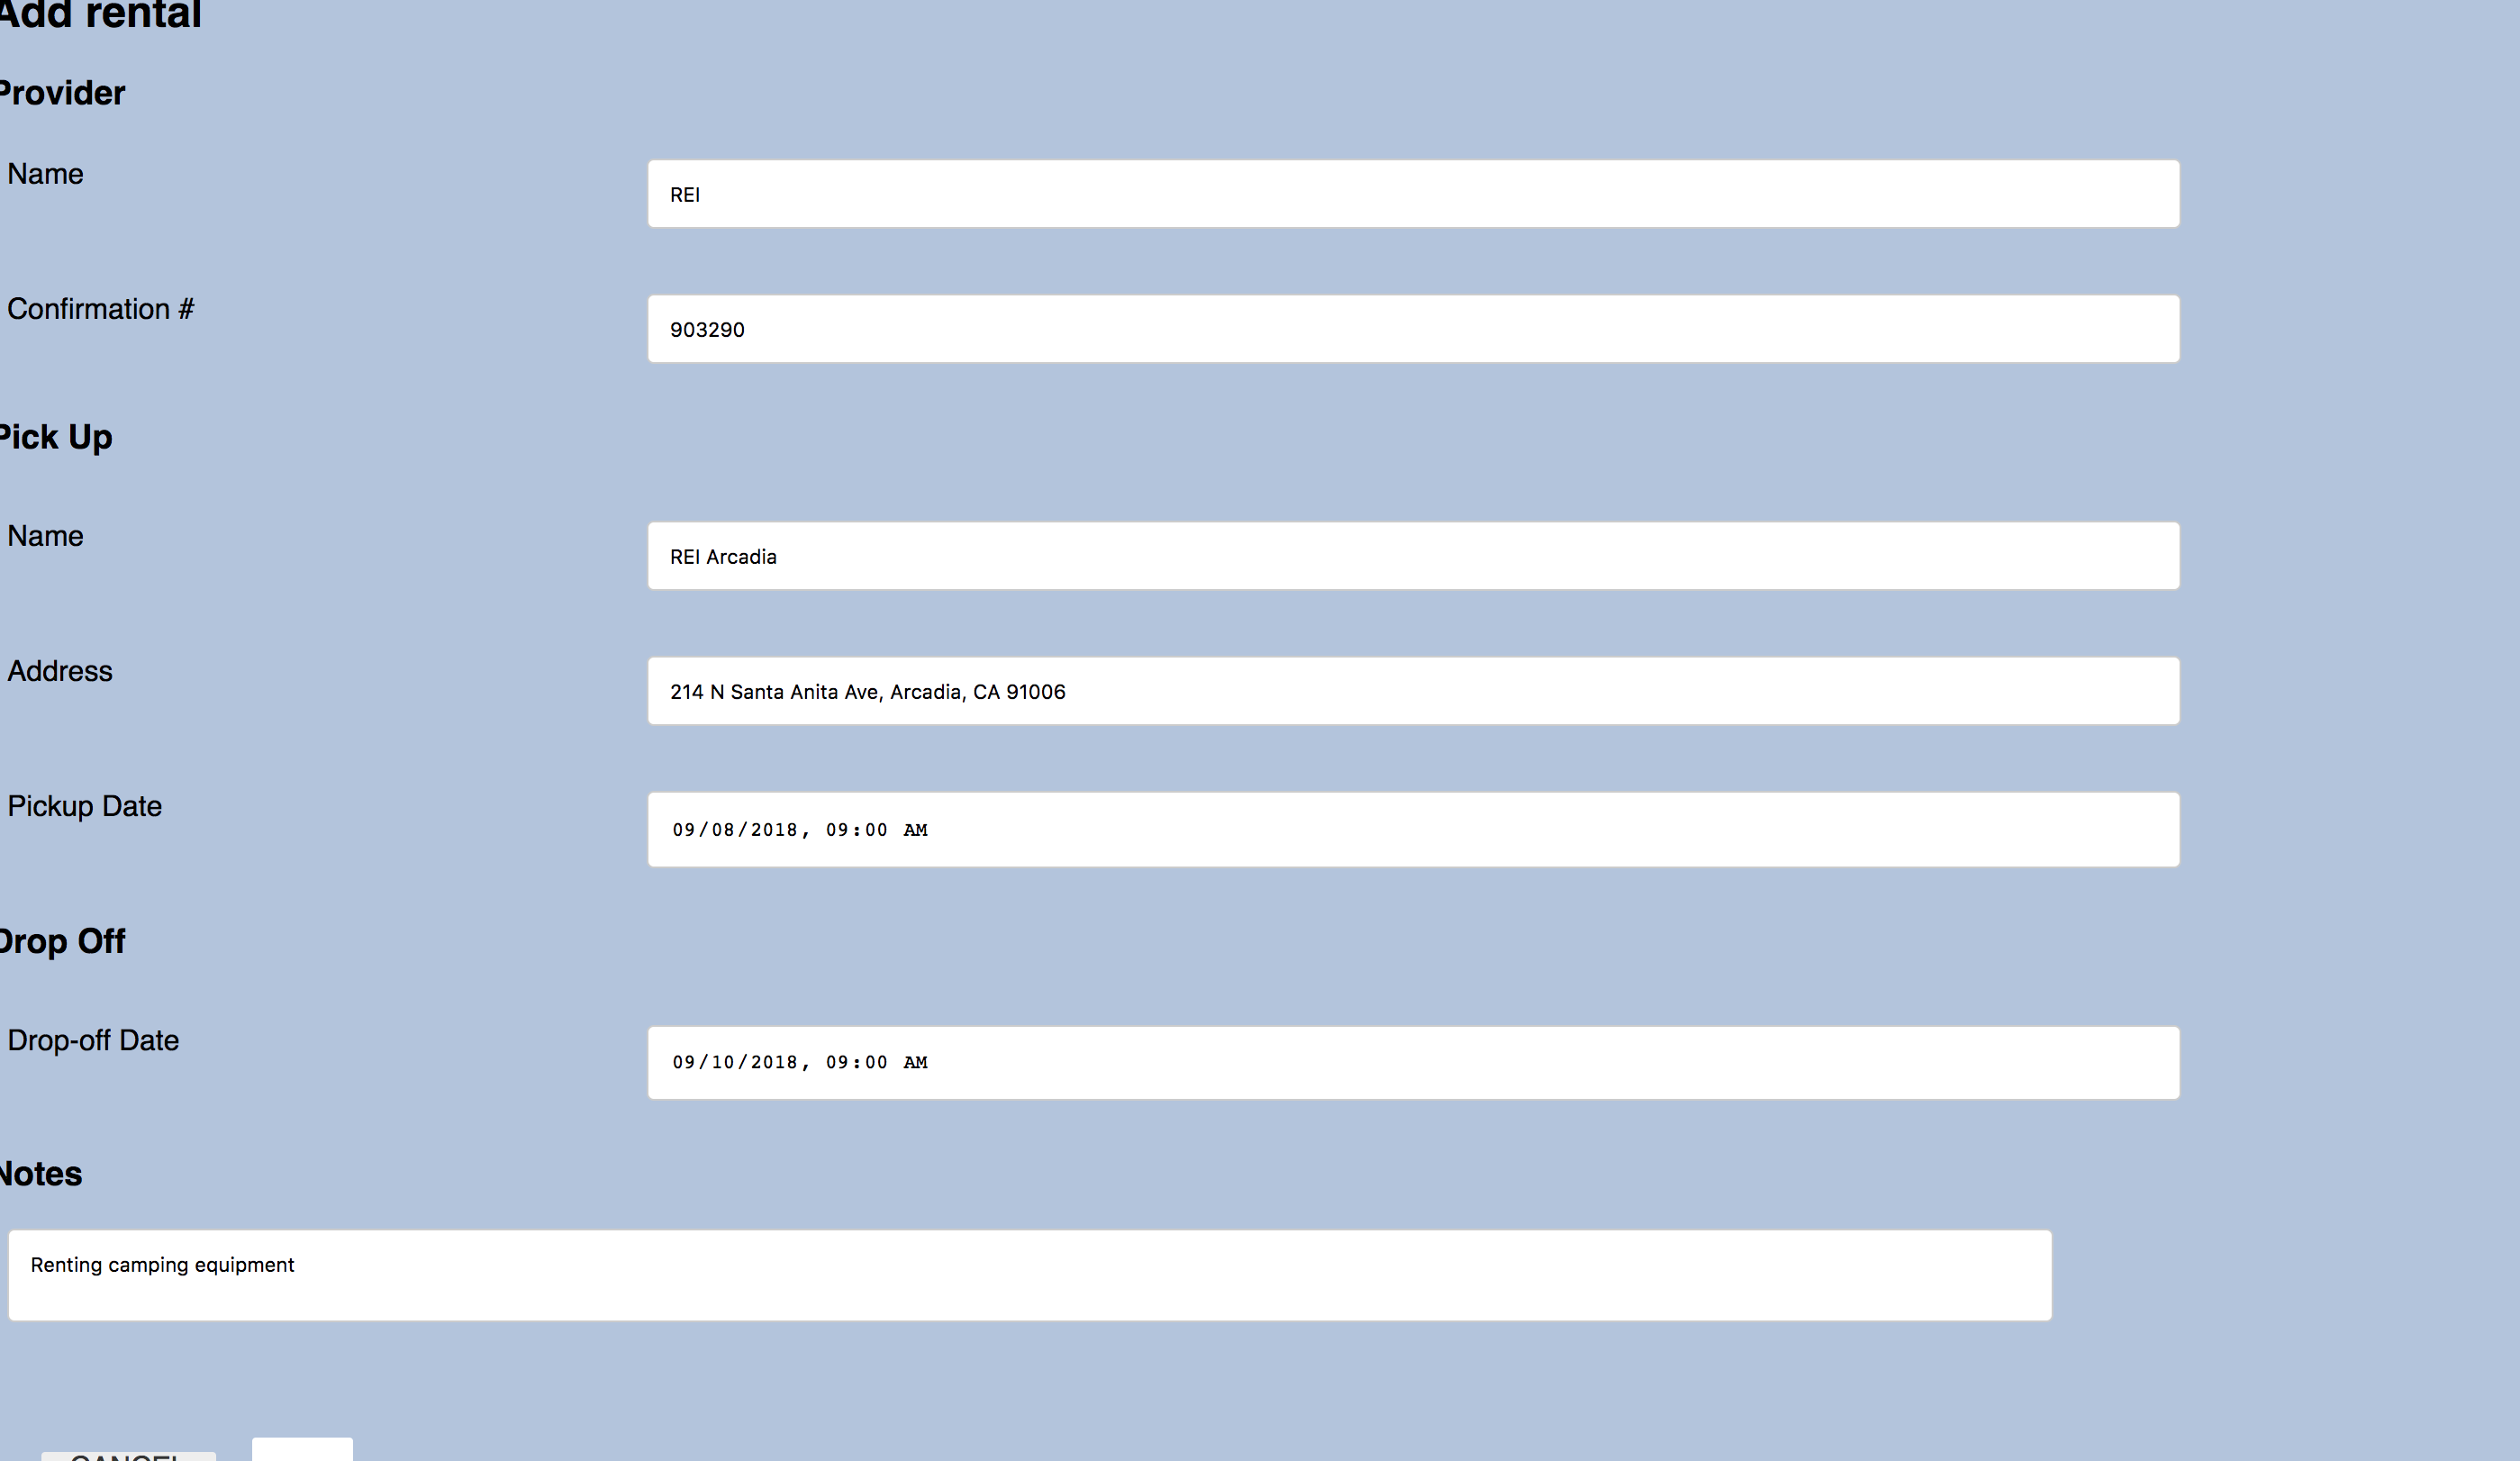 Add rental
Provider
Name
REI
Confirmation #
903290
Pick Up
Name
REI Arcadia
Address
214 N Santa Anita Ave, Arcadia, CA 91006
Pickup Date
09/08/2018, 09:00 AM
Drop Off
Drop-off Date
09/10/2018, 09:00 AM
Notes
Renting camping equipment
CANCEL